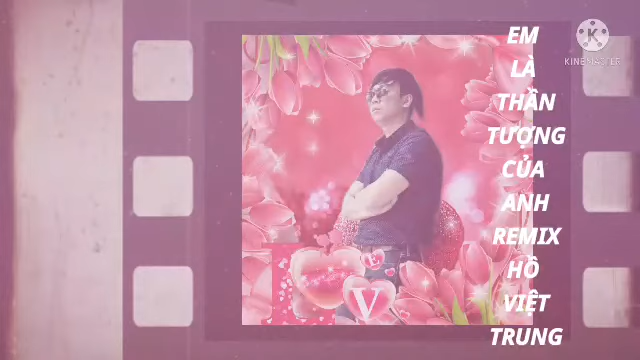 EM
LÀ
THẦN
TƯỢNG
CỦA
ANH
REMIX
HỒ
VIỆT
TRUNG
K
KINEMASTER
V